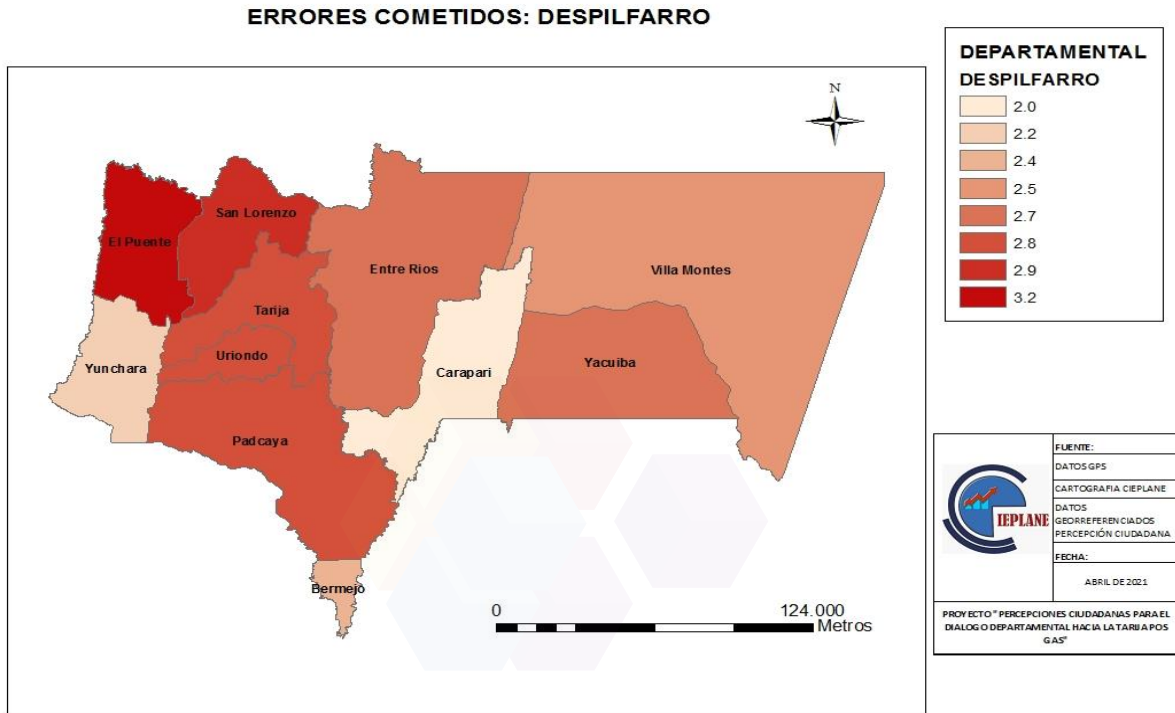 ERRORES COMETIDOS: DESPILFARRO
DEPARTAMENTAL
DESPILFARRO
2.0
2.2
2.4
2.5
2.7
2.8
2.9
3.2
N
San Lorenzo
El Puente
Entre Rios
Villa Montes
Tarija
Uriondo
Yunchara
Carapari
Yacuiba
Padcaya
Bermejo
0 124.000
Metros
IEPLANE
FUENTE:
DATOS GPS
CARTOGRAFIA CIEPLANE
DATOS
GEORREFERENCIADOS
PERCEPCIÓN CIUDADANA
FECHA:
ABRIL DE 2021
PROYECTO " PERCEPCIONES CIUDADANAS PARA EL
DIALOGO DEPARTAMENTAL HACIA LA TARIJA POS
GAS"